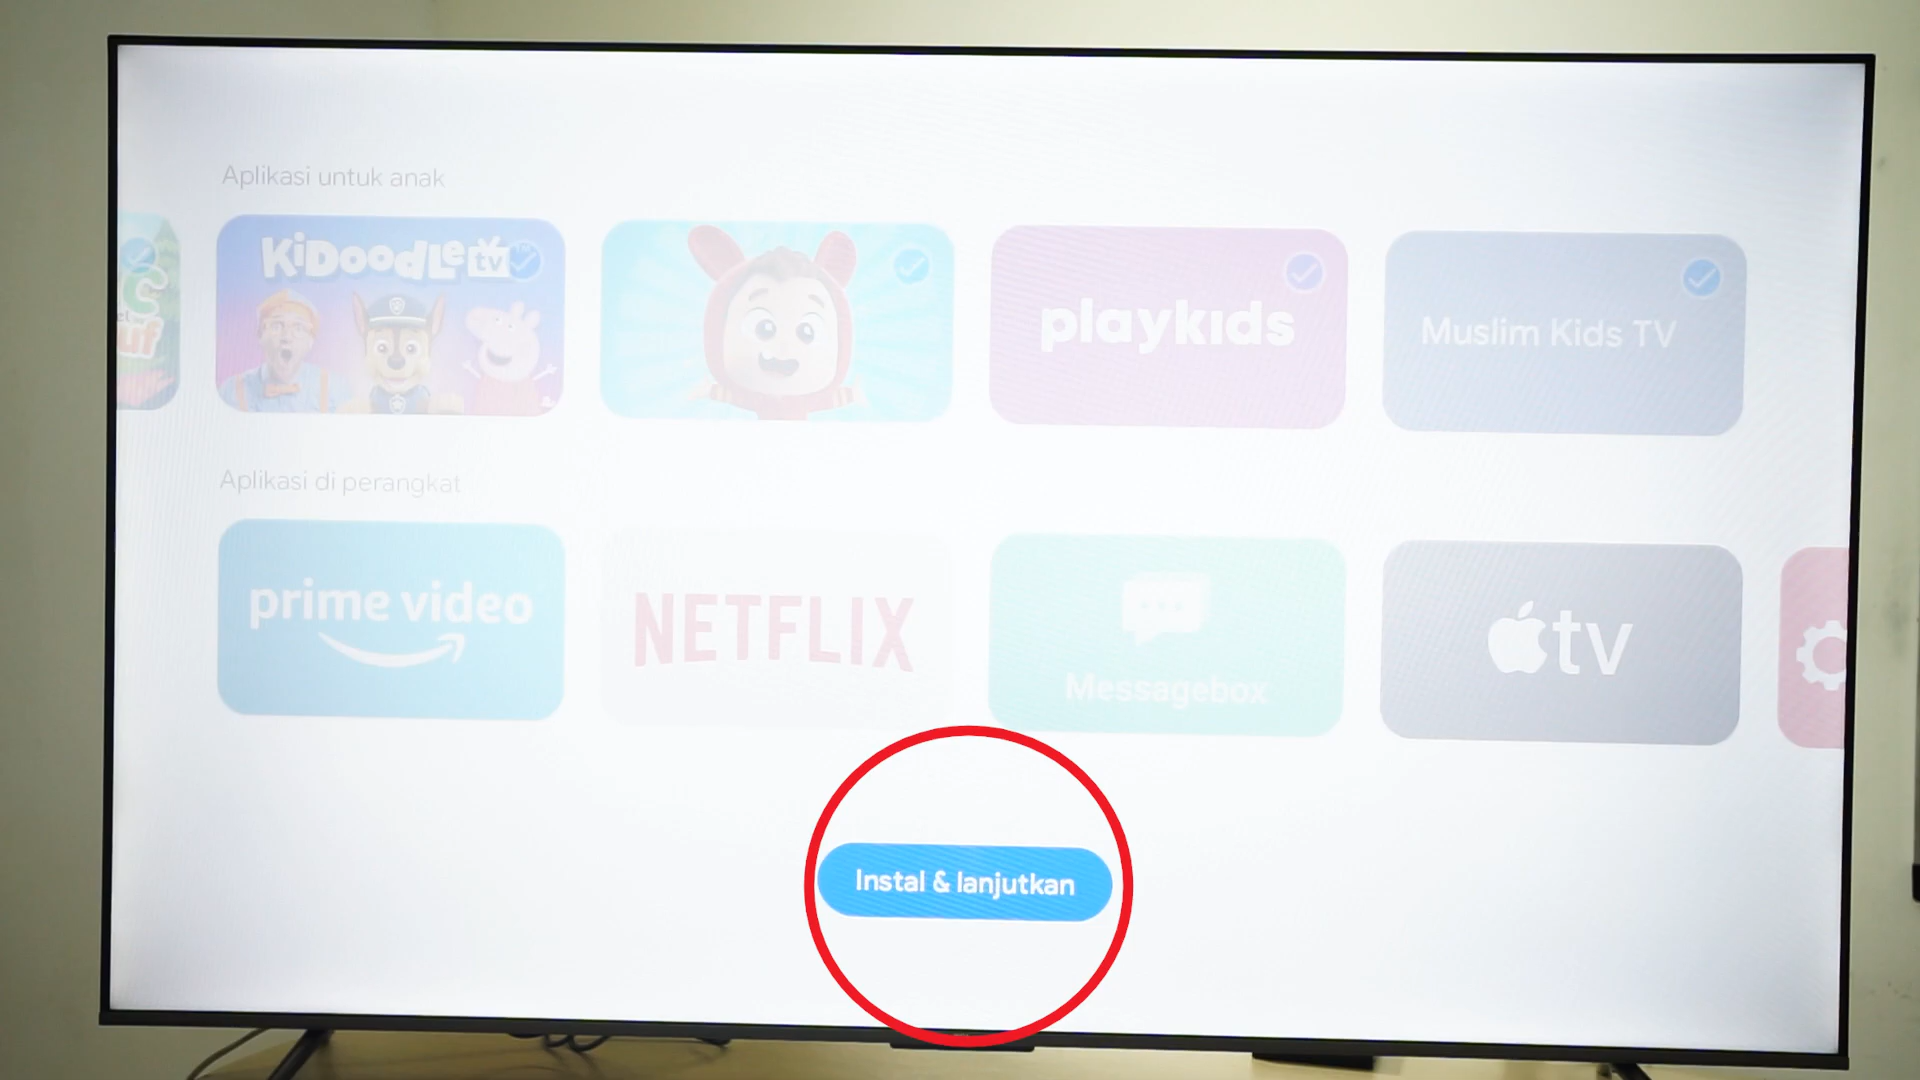 Aplikasi untuk anak
KiDoodLe tv
playkids
Muslim Kids TV
Aplikasi di perangkat
prime video
NETFLIX
Messagebox
tv
Instal & lanjutkan